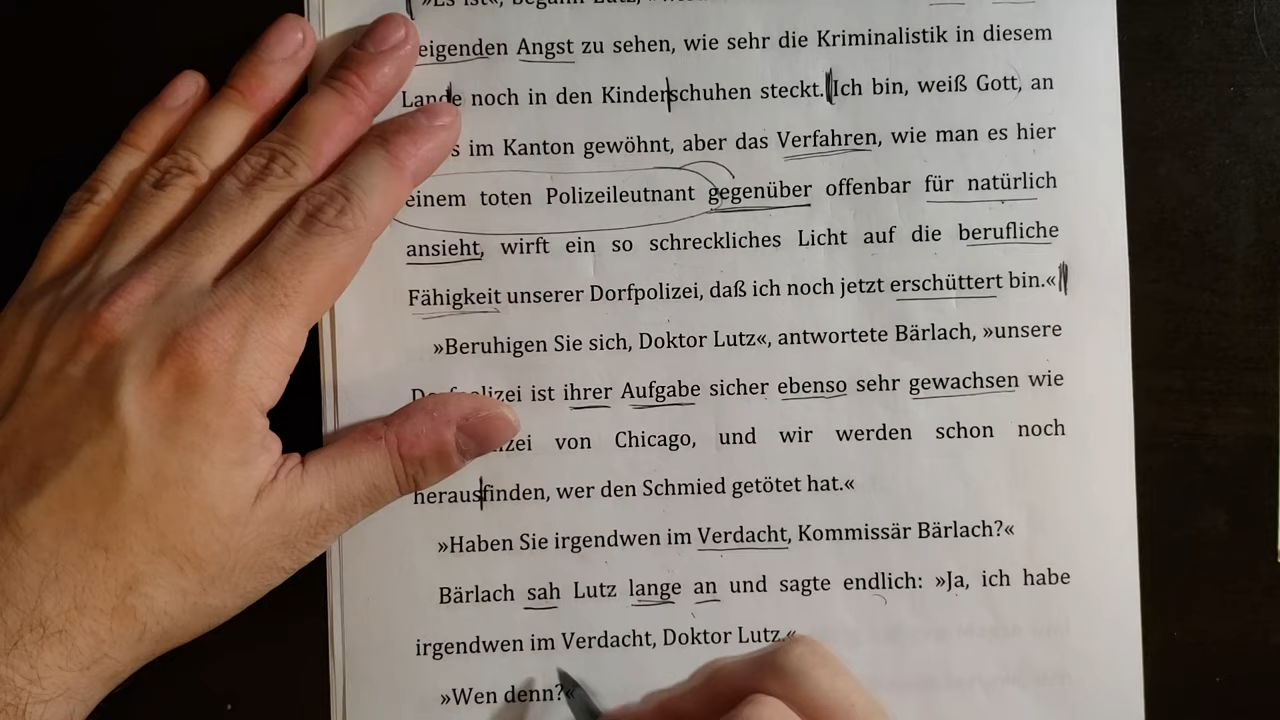 »Es ist«, begann Lutz,
eigenden Angst zu sehen, wie sehr die Kriminalistik in diesem
Lande noch in den Kinderschuhen steckt. Ich bin, weiß Gott, an
im Kanton gewöhnt, aber das Verfahren, wie man es hier
einem toten Polizeileutnant gegenüber offenbar für natürlich
ansieht, wirft ein so schreckliches Licht auf die berufliche
Fähigkeit unserer Dorfpolizei, daß ich noch jetzt erschüttert bin.«
»Beruhigen Sie sich, Doktor Lutz«, antwortete Bärlach, »unsere
Dorfpolizei ist ihrer Aufgabe sicher ebenso sehr gewachsen wie
von Chicago, und wir werden schon noch
herausfinden, wer den Schmied getötet hat.«
»Haben Sie irgendwen im Verdacht, Kommissär Bärlach?«
Bärlach sah Lutz lange an und sagte endlich: »Ja, ich habe
irgendwen im Verdacht, Doktor Lutz.«
»Wen denn?«